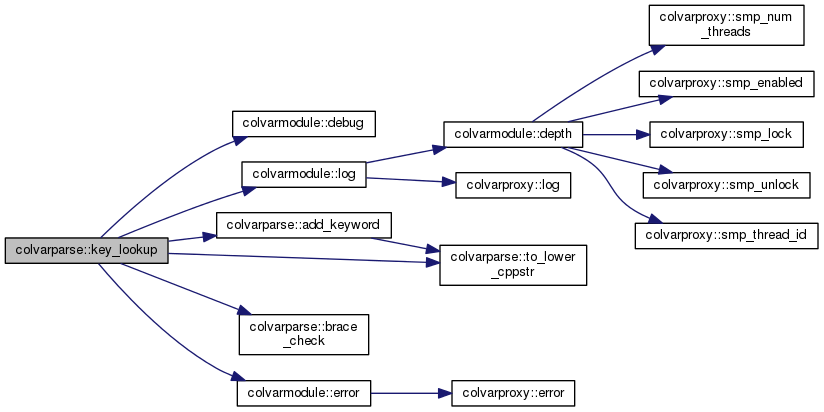 colvarproxy::smp_num
_threads
colvarproxy::smp_enabled
colvarmodule::debug
colvarmodule::depth
colvarproxy::smp_lock
colvarmodule::log
colvarproxy::log
colvarproxy::smp_unlock
colvarparse::add_keyword
colvarproxy::smp_thread_id
colvarparse::key_lookup
colvarparse::to_lower
_cppstr
colvarparse::brace
_check
colvarmodule::error
colvarproxy::error